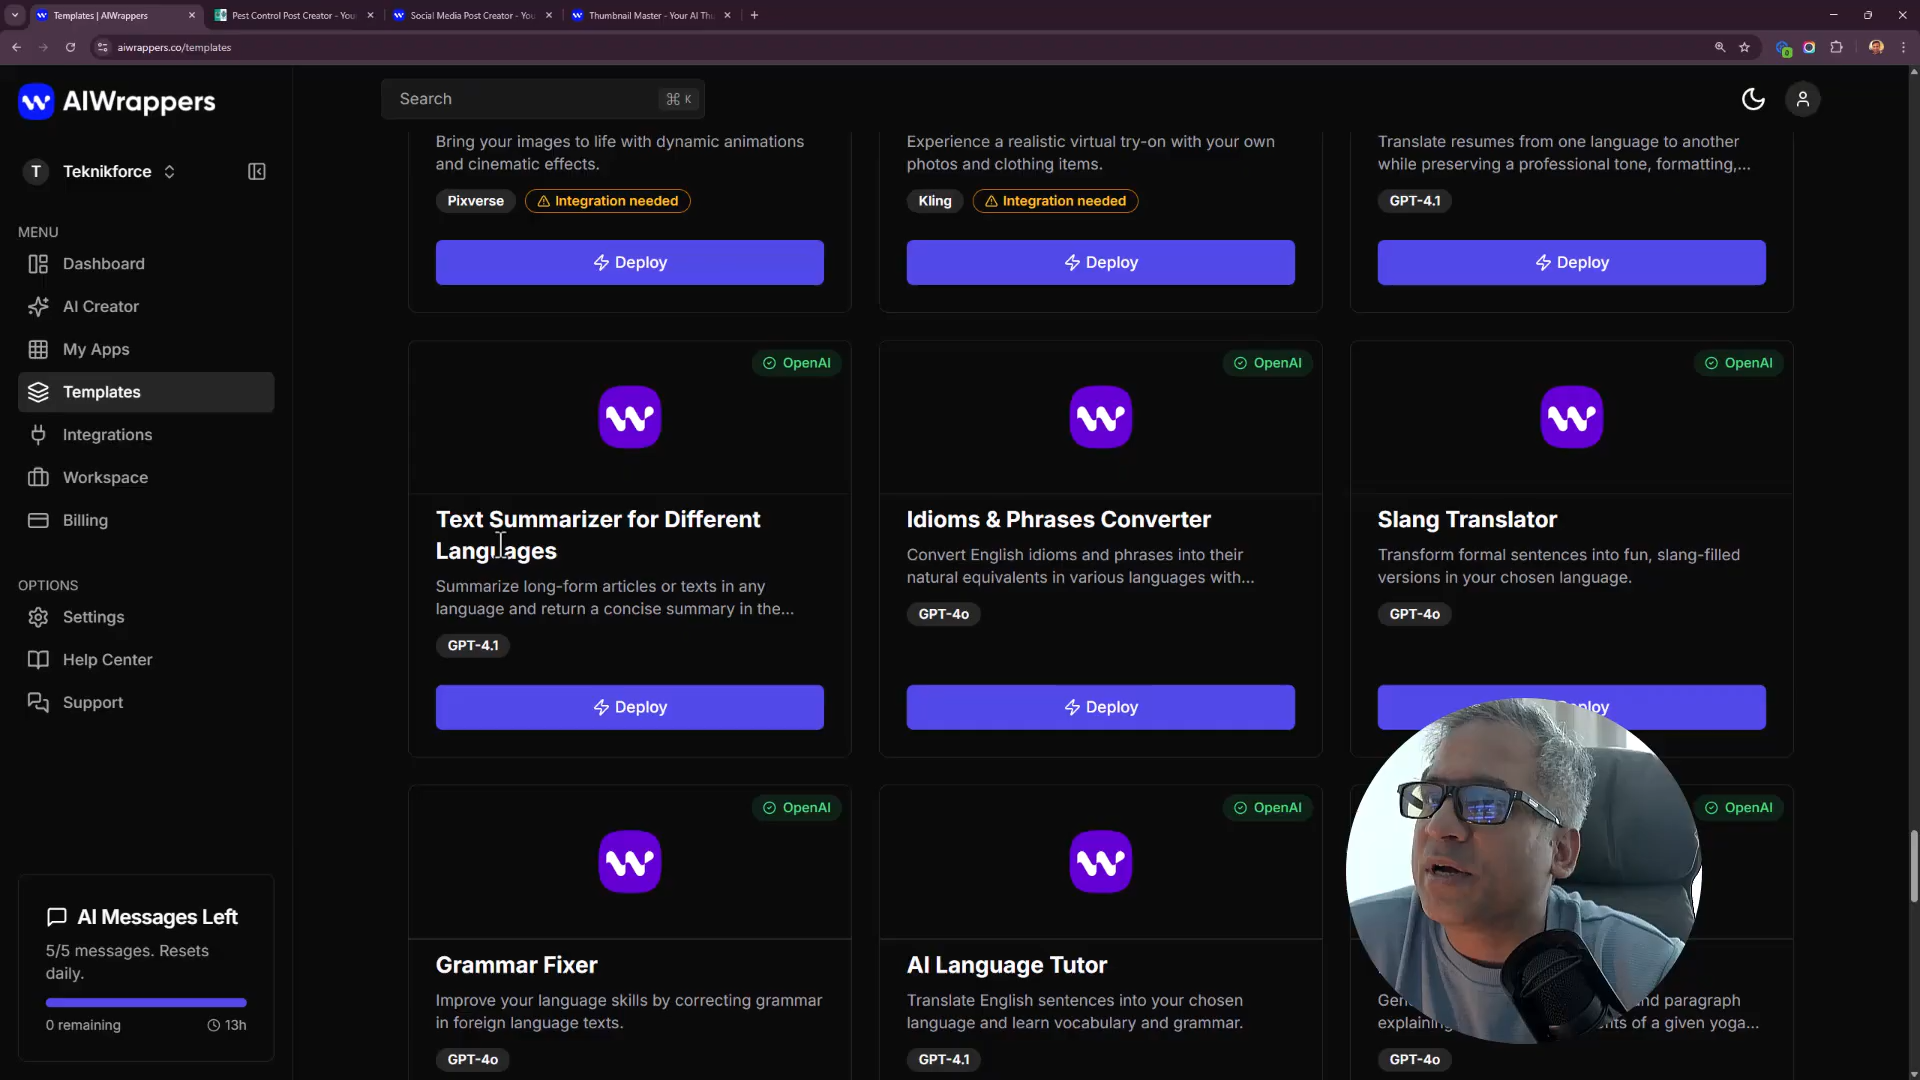 Templates | AIWrappers
Pest Control Post Creator - You
Social Media Post Creator - You
Thumbnail Master - Your AI Th
aiwrappers.co/templates
AIWrappers
Search
⌘ K
T
Teknikforce
MENU
Dashboard
AI Creator
My Apps
Templates
Integrations
Workspace
Billing
OPTIONS
Settings
Help Center
Support
AI Messages Left
5/5 messages. Resets
daily.
0 remaining
13h
Bring your images to life with dynamic animations
and cinematic effects.
Pixverse
Integration needed
Deploy
Experience a realistic virtual try-on with your own
photos and clothing items.
Kling
Integration needed
Deploy
Translate resumes from one language to another
while preserving a professional tone, formatting,...
GPT-4.1
Deploy
OpenAI
Text Summarizer for Different
Languages
Summarize long-form articles or texts in any
language and return a concise summary in the...
GPT-4.1
Deploy
OpenAI
Idioms & Phrases Converter
Convert English idioms and phrases into their
natural equivalents in various languages with...
GPT-4o
Deploy
OpenAI
Slang Translator
Transform formal sentences into fun, slang-filled
versions in your chosen language.
GPT-4o
Deploy
OpenAI
Grammar Fixer
Improve your language skills by correcting grammar
in foreign language texts.
GPT-4o
OpenAI
AI Language Tutor
Translate English sentences into your chosen
language and learn vocabulary and grammar.
GPT-4.1
OpenAI
and paragraph
of a given yoga...
GPT-4o